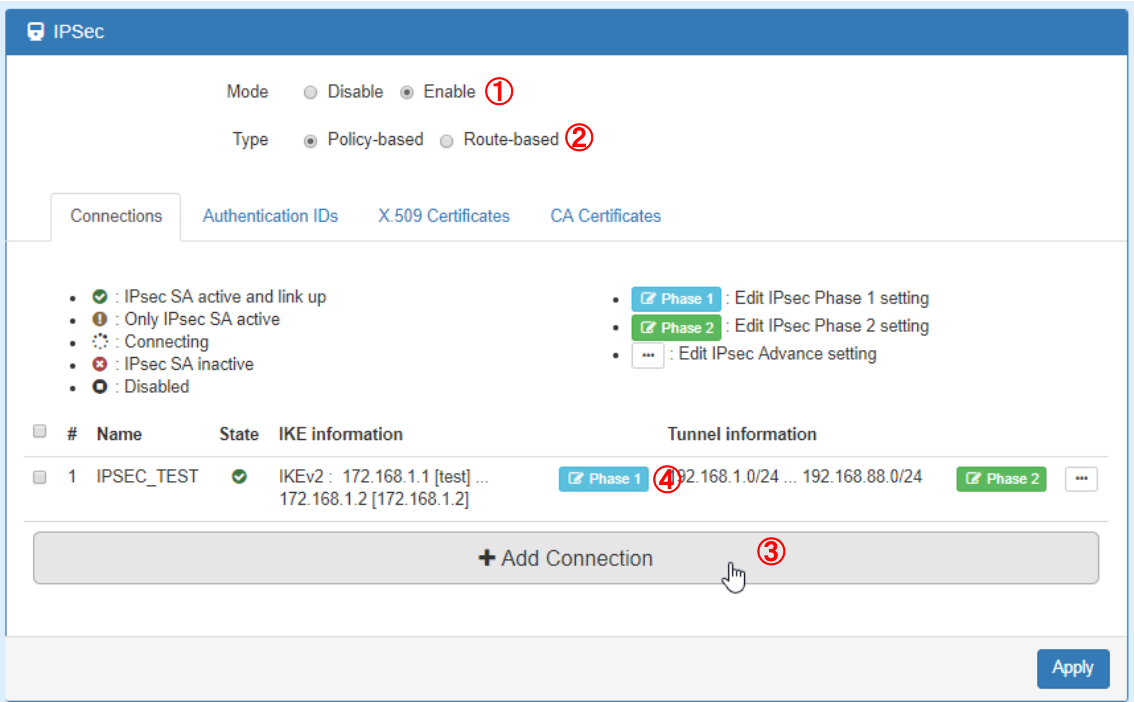 IPSec
Mode Disable Enable ①
Type Policy-based Route-based ②
Connections Authentication IDs X.509 Certificates CA Certificates
: IPsec SA active and link up
: Only IPsec SA active
: Connecting
: IPsec SA inactive
: Disabled
Phase 1 : Edit IPsec Phase 1 setting
Phase 2 : Edit IPsec Phase 2 setting
... : Edit IPsec Advance setting
# Name State IKE information Tunnel information
1 IPSEC_TEST IKEv2 : 172.168.1.1 [test] ... Phase 1 ④ 192.168.1.0/24 ... 192.168.88.0/24 Phase 2 ...
172.168.1.2 [172.168.1.2]
+ Add Connection ③
Apply